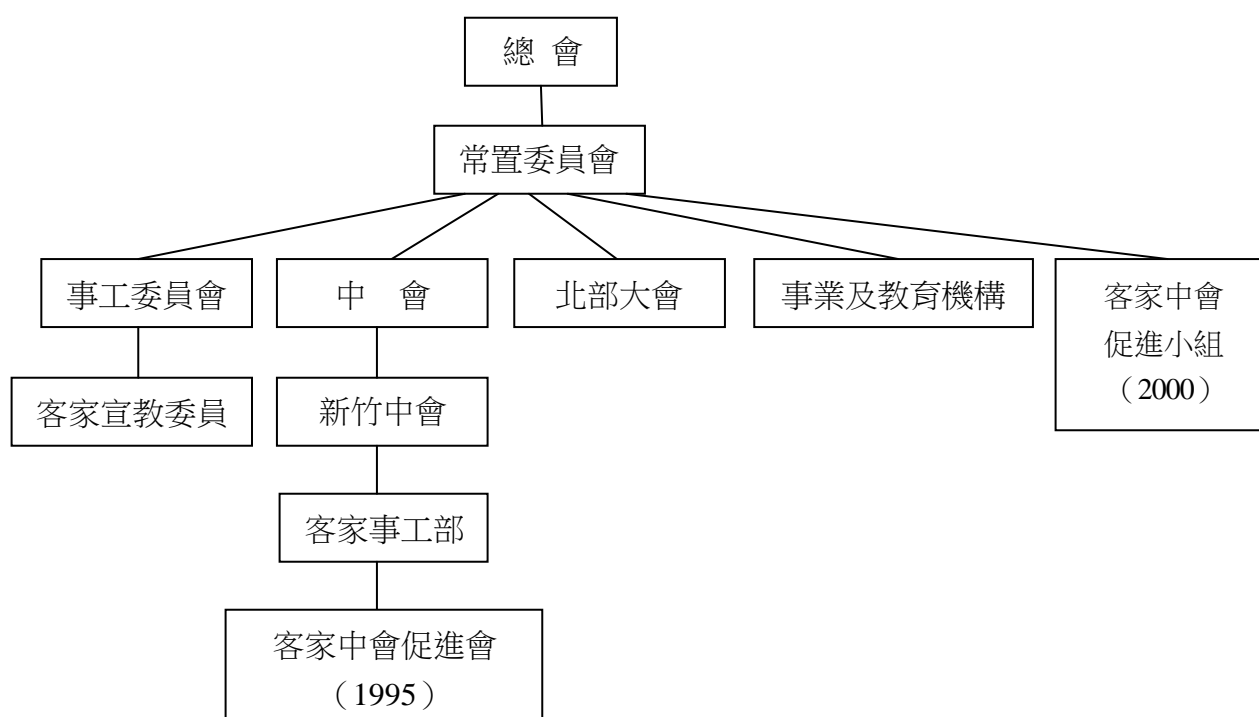 總 會
常置委員會
事工委員會
中 會
北部大會
事業及教育機構
客家中會
促進小組
（2000）
客家宣教委員
新竹中會
客家事工部
客家中會促進會
（1995）